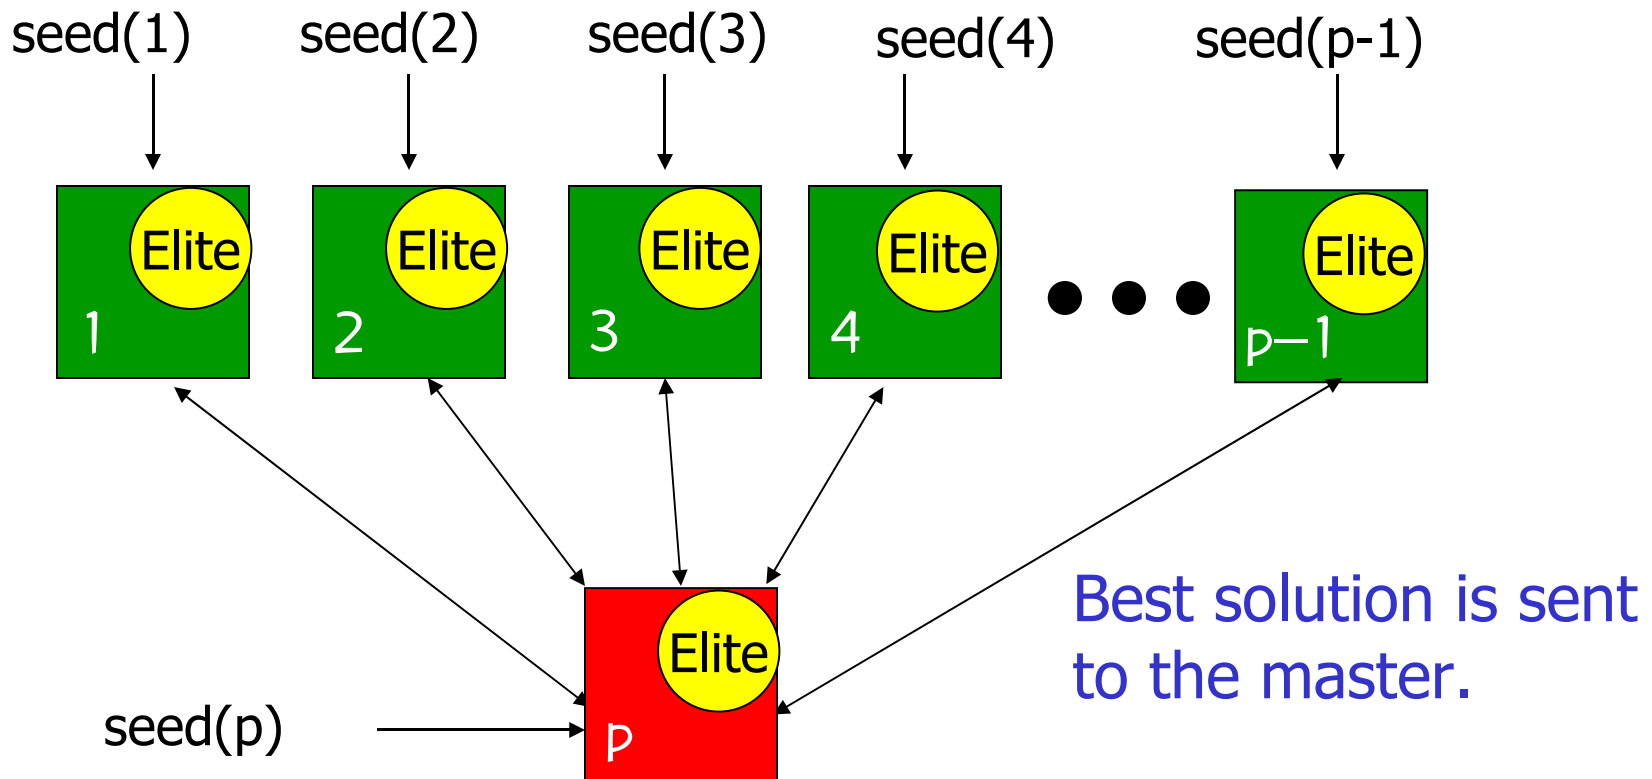 seed(1) seed(2) seed(3) seed(4) seed(p-1)
Elite Elite Elite Elite Elite
1 2 3 4 p-1
Elite
Best solution is sent
to the master.
seed(p)
p